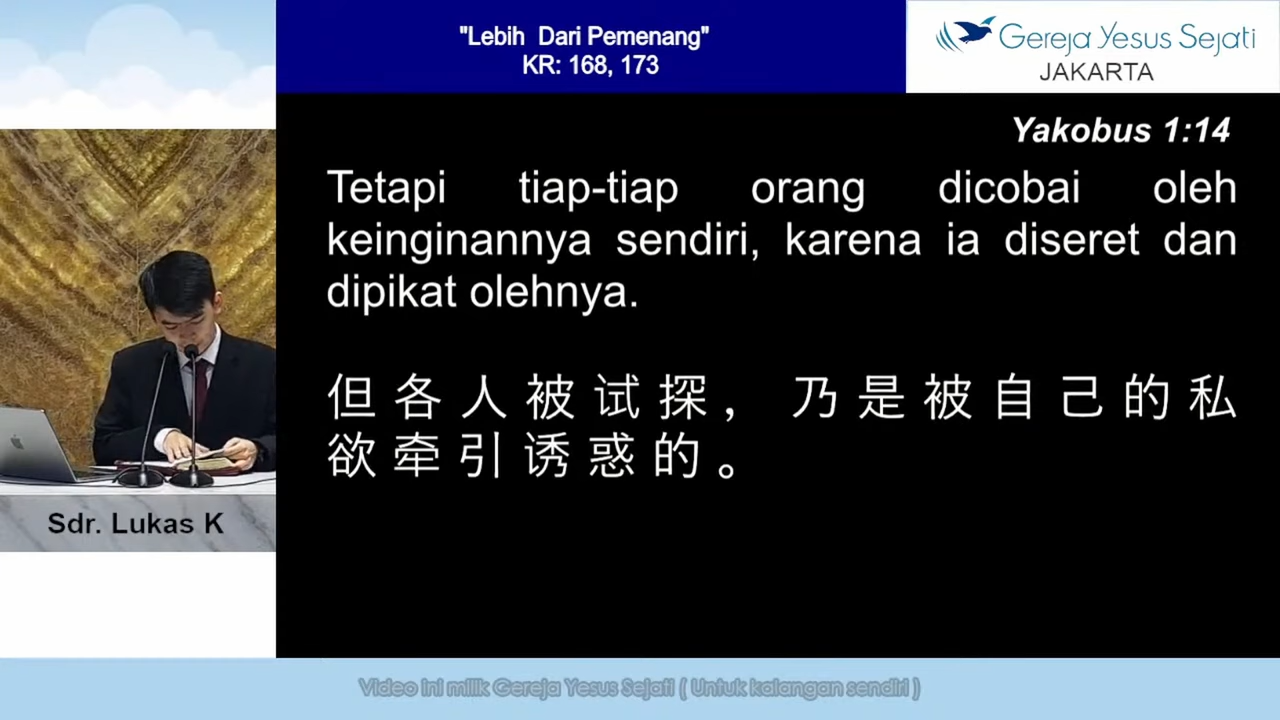 "Lebih Dari Pemenang"
KR: 168, 173
Gereja Yesus Sejati
JAKARTA
Yakobus 1:14
Tetapi tiap-tiap orang dicobai oleh
keinginannya sendiri, karena ia diseret dan
dipikat olehnya.
但各人被试探，乃是被自己的私
欲牵引诱惑的。
Sdr. Lukas K
Video ini milik Gereja Yesus Sejati ( Untuk kalangan sendiri )